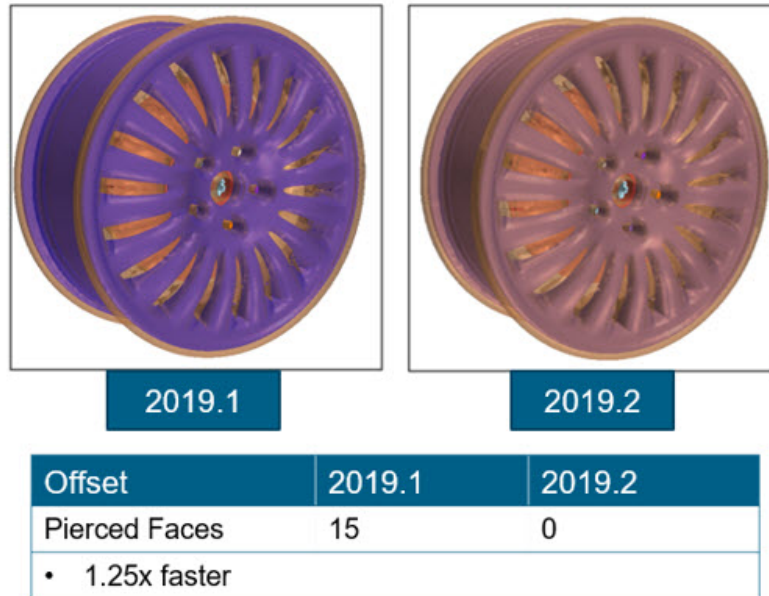 2019.1 2019.2
Offset 2019.1 2019.2
Pierced Faces 15 0
• 1.25x faster